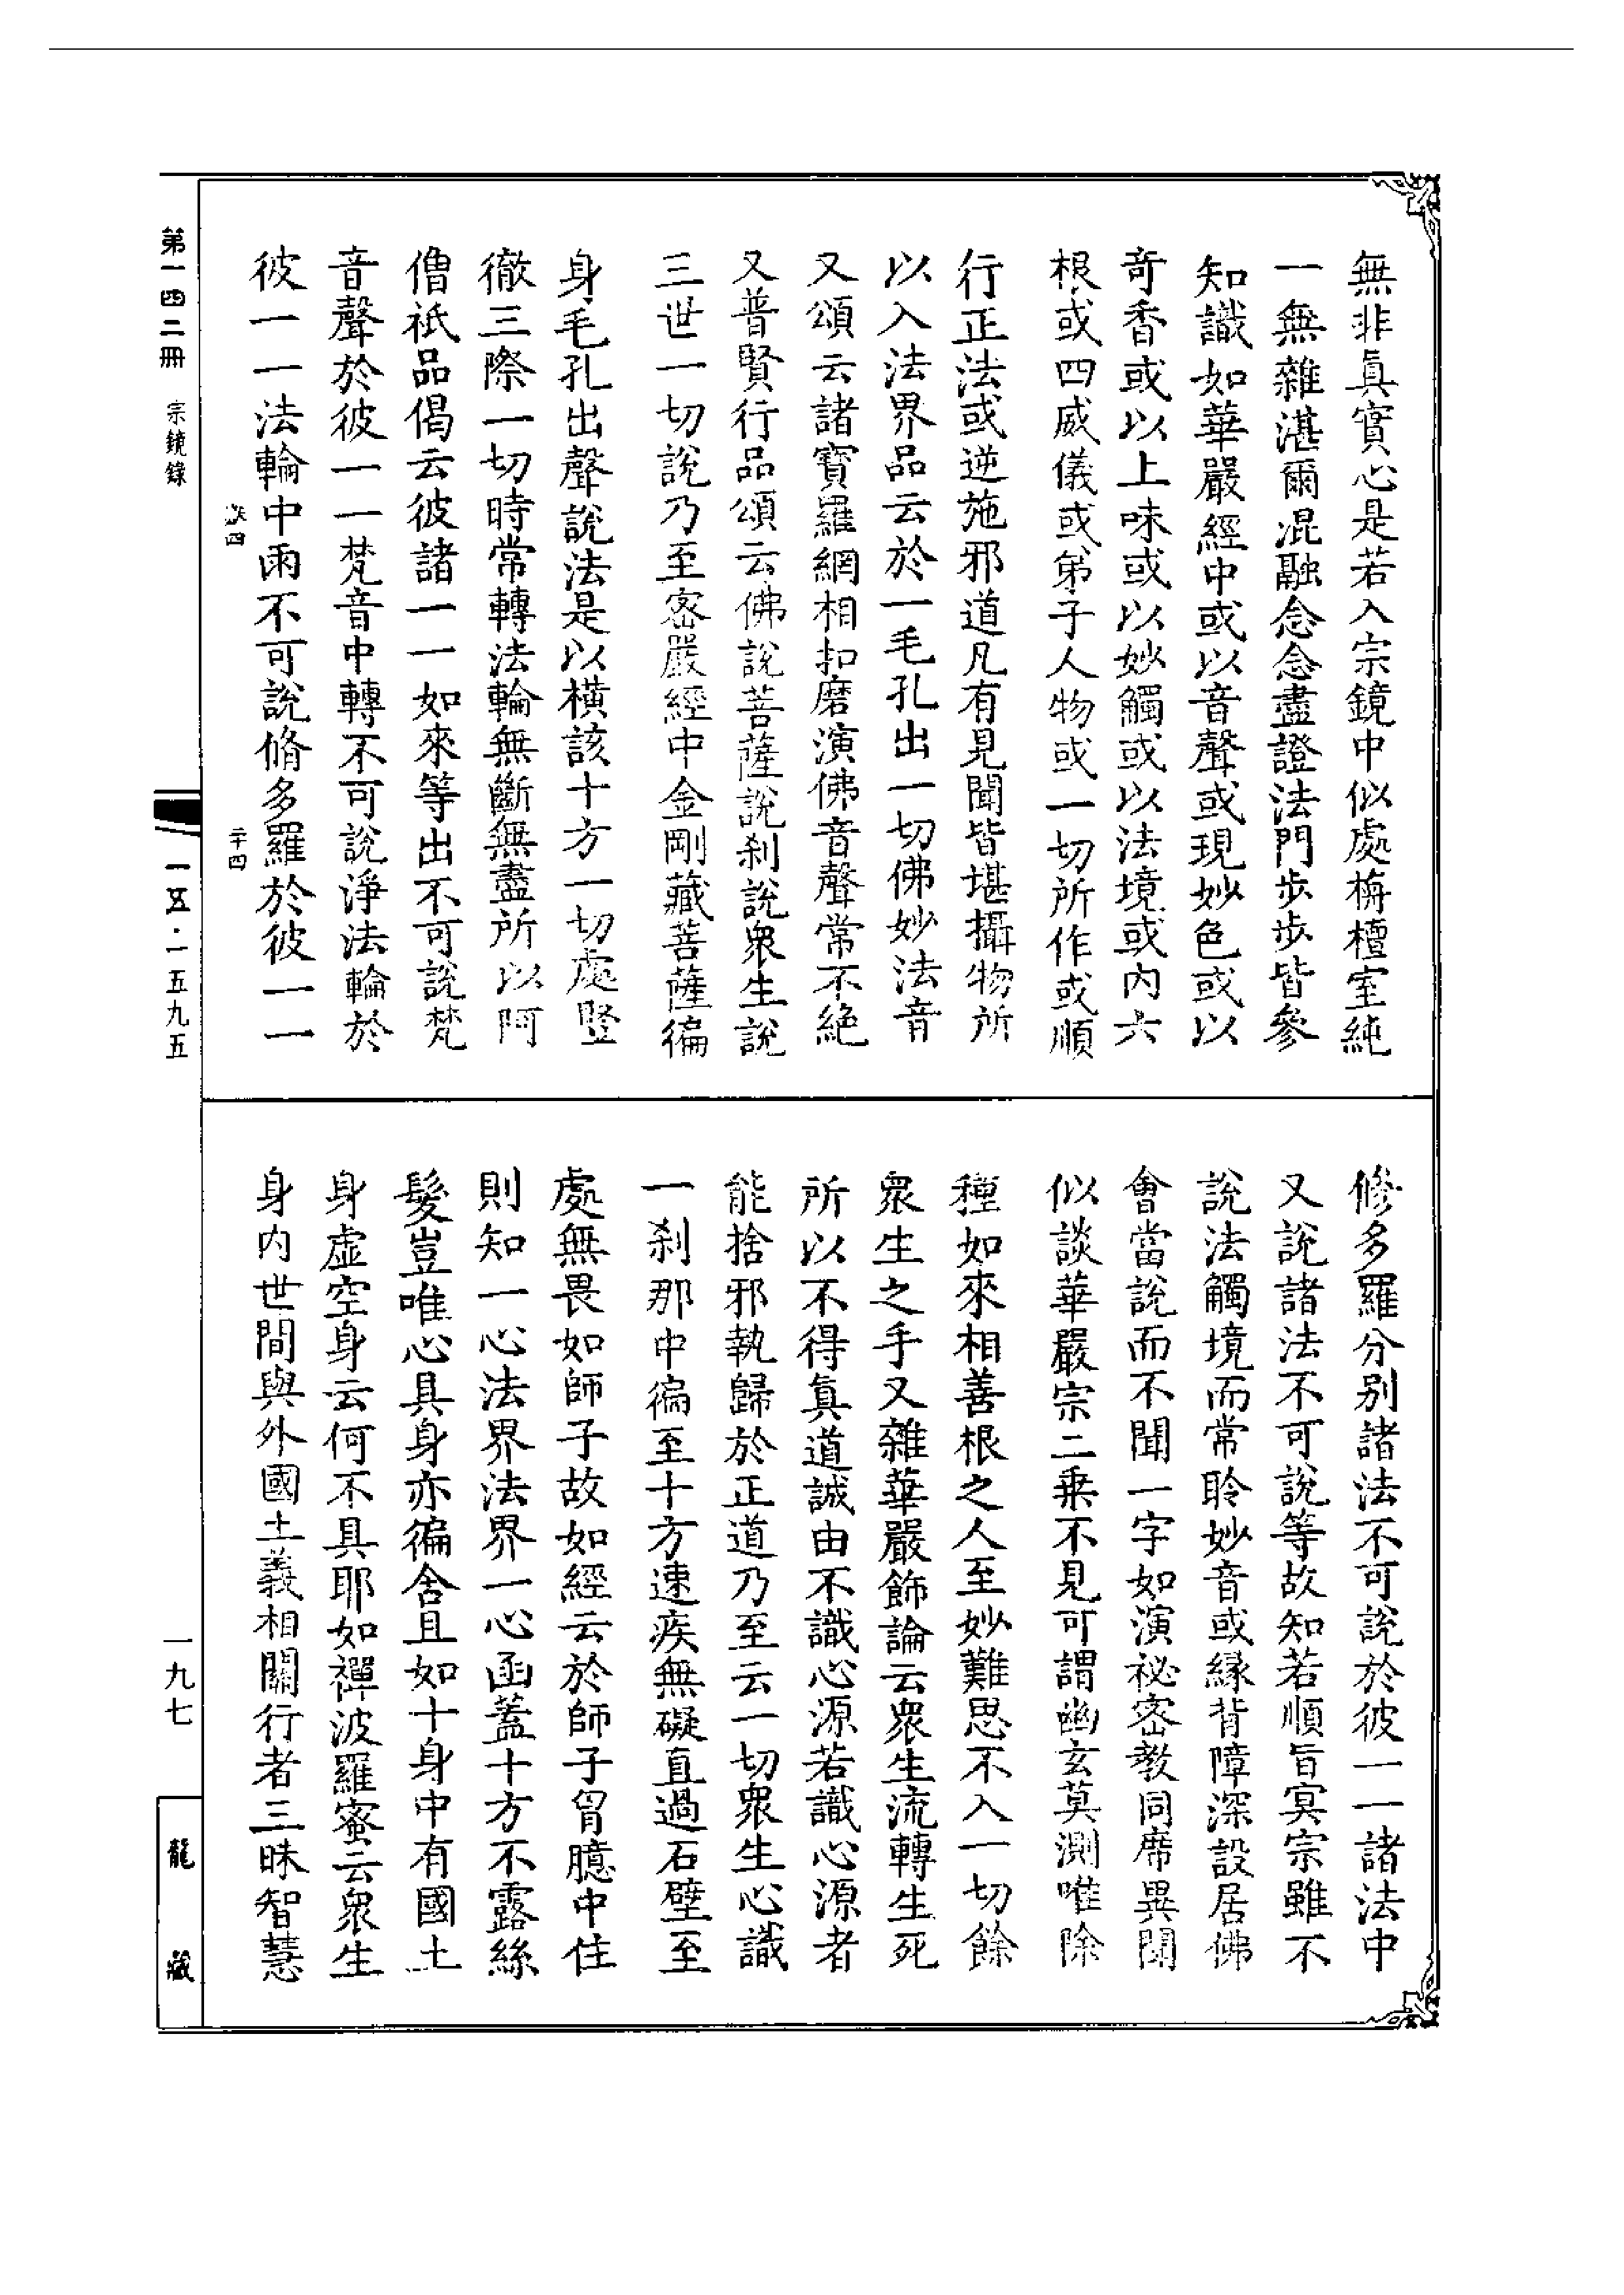 無非眞實心是若入宗鏡中似處栴檀室純
一無雜湛爾混融念念盡證法門步步皆參
知識如華嚴經中或以音聲或現妙色或以
奇香或以上味或以妙觸或以法境或內六
根或四威儀或弟子人物或一切所作或順
行正法或逆施邪道凡有見聞皆堪攝物所
以入法界品云於一毛孔出一切佛妙法音
又頌云諸寶羅網相扣磨演佛音聲常不絕
又普賢行品頌云佛說菩薩說刹說衆生說
三世一切說乃至密嚴經中金剛藏菩薩徧
身毛孔出聲說法是以橫該十方一切處豎
徹三際一切時常轉法輪無斷無盡所以阿
僧祇品偈云彼諸一一如來等出不可說梵
音聲於彼一一梵音中轉不可說淨法輪於
彼一一法輪中雨不可說脩多羅於彼一一
修多羅分別諸法不可說於彼一一諸法中
又說諸法不可說等故知若順旨冥宗雖不
說法觸境而常聆妙音或緣背障深設居佛
會當說而不聞一字如演祕密教同席異聞
似談華嚴宗二乘不見可謂幽玄莫測唯除
種如來相善根之人至妙難思不入一切餘
衆生之手又雜華嚴飾論云衆生流轉生死
所以不得眞道誠由不識心源若識心源者
能捨邪執歸於正道乃至云一切衆生心識
一刹那中徧至十方速疾無礙直過石壁至
處無畏如師子故如經云於師子胷臆中住
則知一心法界法界一心函蓋十方不露絲
髮豈唯心具身亦徧含且如十身中有國土
身虛空身云何不具耶如禪波羅蜜云衆生
身內世間與外國土義相關行者三昧智慧
第一四二冊 宗鏡錄
四
二十四
一五·一五九五
一九七
龍藏